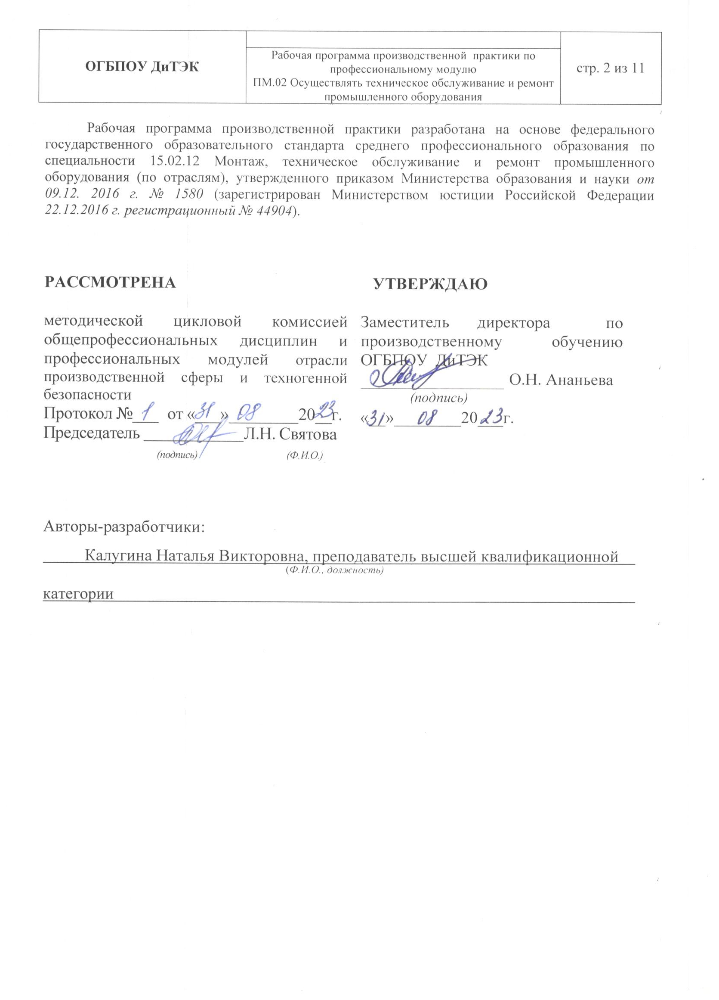 ОГБПОУ ДиТЭК
Рабочая программа производственной практики по
профессиональному модулю
ПМ.02 Осуществлять техническое обслуживание и ремонт
промышленного оборудования
стр. 2 из 11
Рабочая программа производственной практики разработана на основе федерального
государственного образовательного стандарта среднего профессионального образования по
специальности 15.02.12 Монтаж, техническое обслуживание и ремонт промышленного
оборудования (по отраслям), утвержденного приказом Министерства образования и науки от
09.12. 2016 г. № 1580 (зарегистрирован Министерством юстиции Российской Федерации
22.12.2016 г. регистрационный № 44904).
РАССМОТРЕНА
методической цикловой комиссией
общепрофессиональных дисциплин и
профессиональных модулей отрасли
производственной сферы и техногенной
безопасности
Протокол № 1 от «31» 08 2023г.
Председатель Л.Н. Святова
(подпись) (Ф.И.О.)
УТВЕРЖДАЮ
Заместитель директора по
производственному обучению
ОГБПОУ ДиТЭК
О.Н. Ананьева
(подпись)
«31» 08 2023г.
Авторы-разработчики:
Калугина Наталья Викторовна, преподаватель высшей квалификационной
(Ф.И.О., должность)
категории